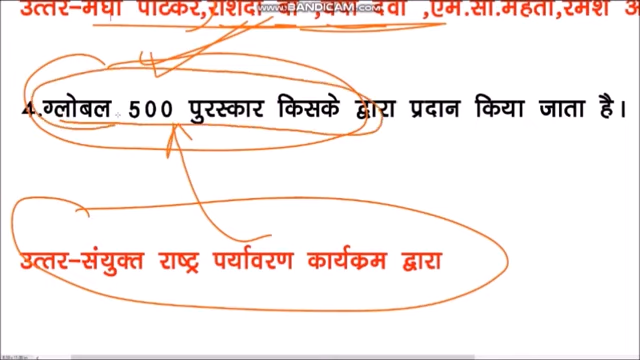 उत्तर-मेधा पाटकर, ,एम.सी.मेहता,रमेश
WWW.BANDICAM.COM
4.ग्लोबल 500 पुरस्कार किसके द्वारा प्रदान किया जाता है।
उत्तर-संयुक्त राष्ट्र पर्यावरण कार्यक्रम द्वारा